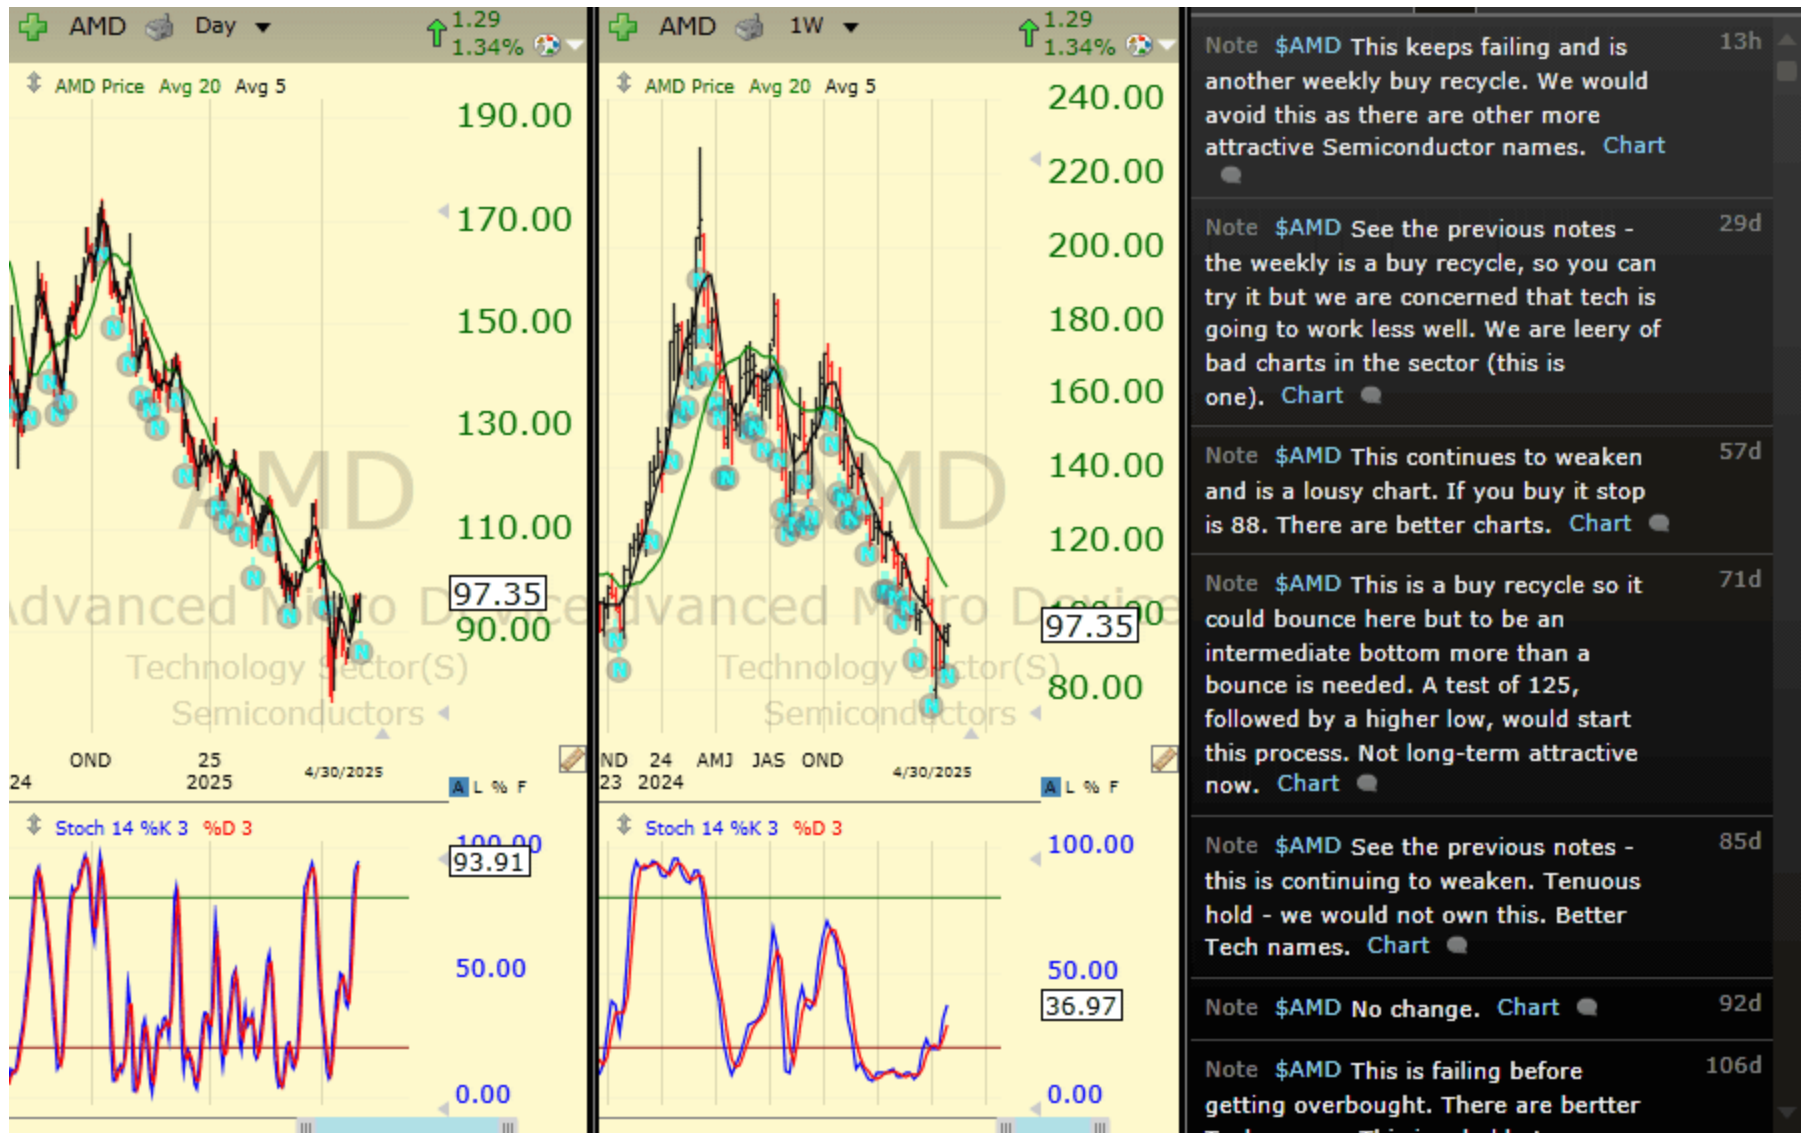 AMD Day
1.29
1.34%
AMD Price Avg 20 Avg 5
190.00
170.00
150.00
130.00
110.00
97.35
90.00
AMD
Advanced Micro Device
Technology Sector(S)
Semiconductors
OND 25
24 2025 4/30/2025
A L % F
Stoch 14 %K 3 %D 3
100.00
93.91
50.00
0.00
AMD 1W
1.29
1.34%
AMD Price Avg 20 Avg 5
240.00
220.00
200.00
180.00
160.00
140.00
120.00
100.00
97.35
80.00
AMD
dvanced Micro Device
Technology Sector(S)
Semiconductors
ND 24 AMJ JAS OND
23 2024 4/30/2025
A L % F
Stoch 14 %K 3 %D 3
100.00
50.00
36.97
0.00
Note $AMD This keeps failing and is 13h
another weekly buy recycle. We would
avoid this as there are other more
attractive Semiconductor names. Chart
Note $AMD See the previous notes - 29d
the weekly is a buy recycle, so you can
try it but we are concerned that tech is
going to work less well. We are leery of
bad charts in the sector (this is
one). Chart
Note $AMD This continues to weaken 57d
and is a lousy chart. If you buy it stop
is 88. There are better charts. Chart
Note $AMD This is a buy recycle so it 71d
could bounce here but to be an
intermediate bottom more than a
bounce is needed. A test of 125,
followed by a higher low, would start
this process. Not long-term attractive
now. Chart
Note $AMD See the previous notes - 85d
this is continuing to weaken. Tenuous
hold - we would not own this. Better
Tech names. Chart
Note $AMD No change. Chart 92d
Note $AMD This is failing before 106d
getting overbought. There are bertter